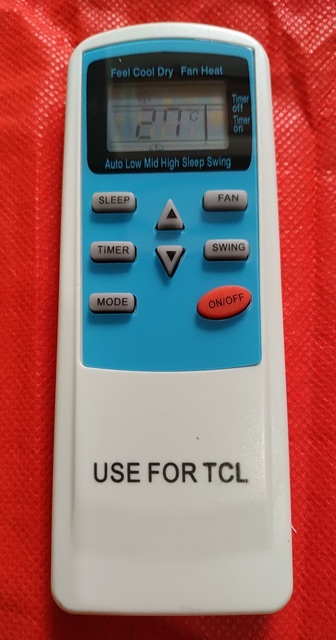 Feel Cool Dry Fan Heat
Timer
off
Timer
on
27°C
Auto Low Mid High Sleep Swing
SLEEP
FAN
TIMER
SWING
MODE
ON/OFF
USE FOR TCL